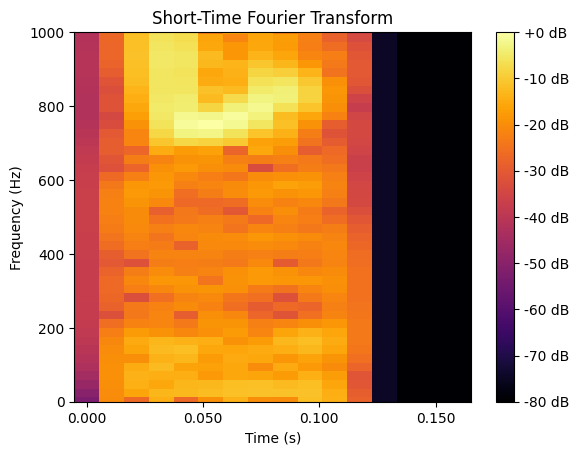 Short-Time Fourier Transform
1000
800
600
400
200
0
Frequency (Hz)
0.000
0.050
0.100
0.150
Time (s)
+0 dB
-10 dB
-20 dB
-30 dB
-40 dB
-50 dB
-60 dB
-70 dB
-80 dB